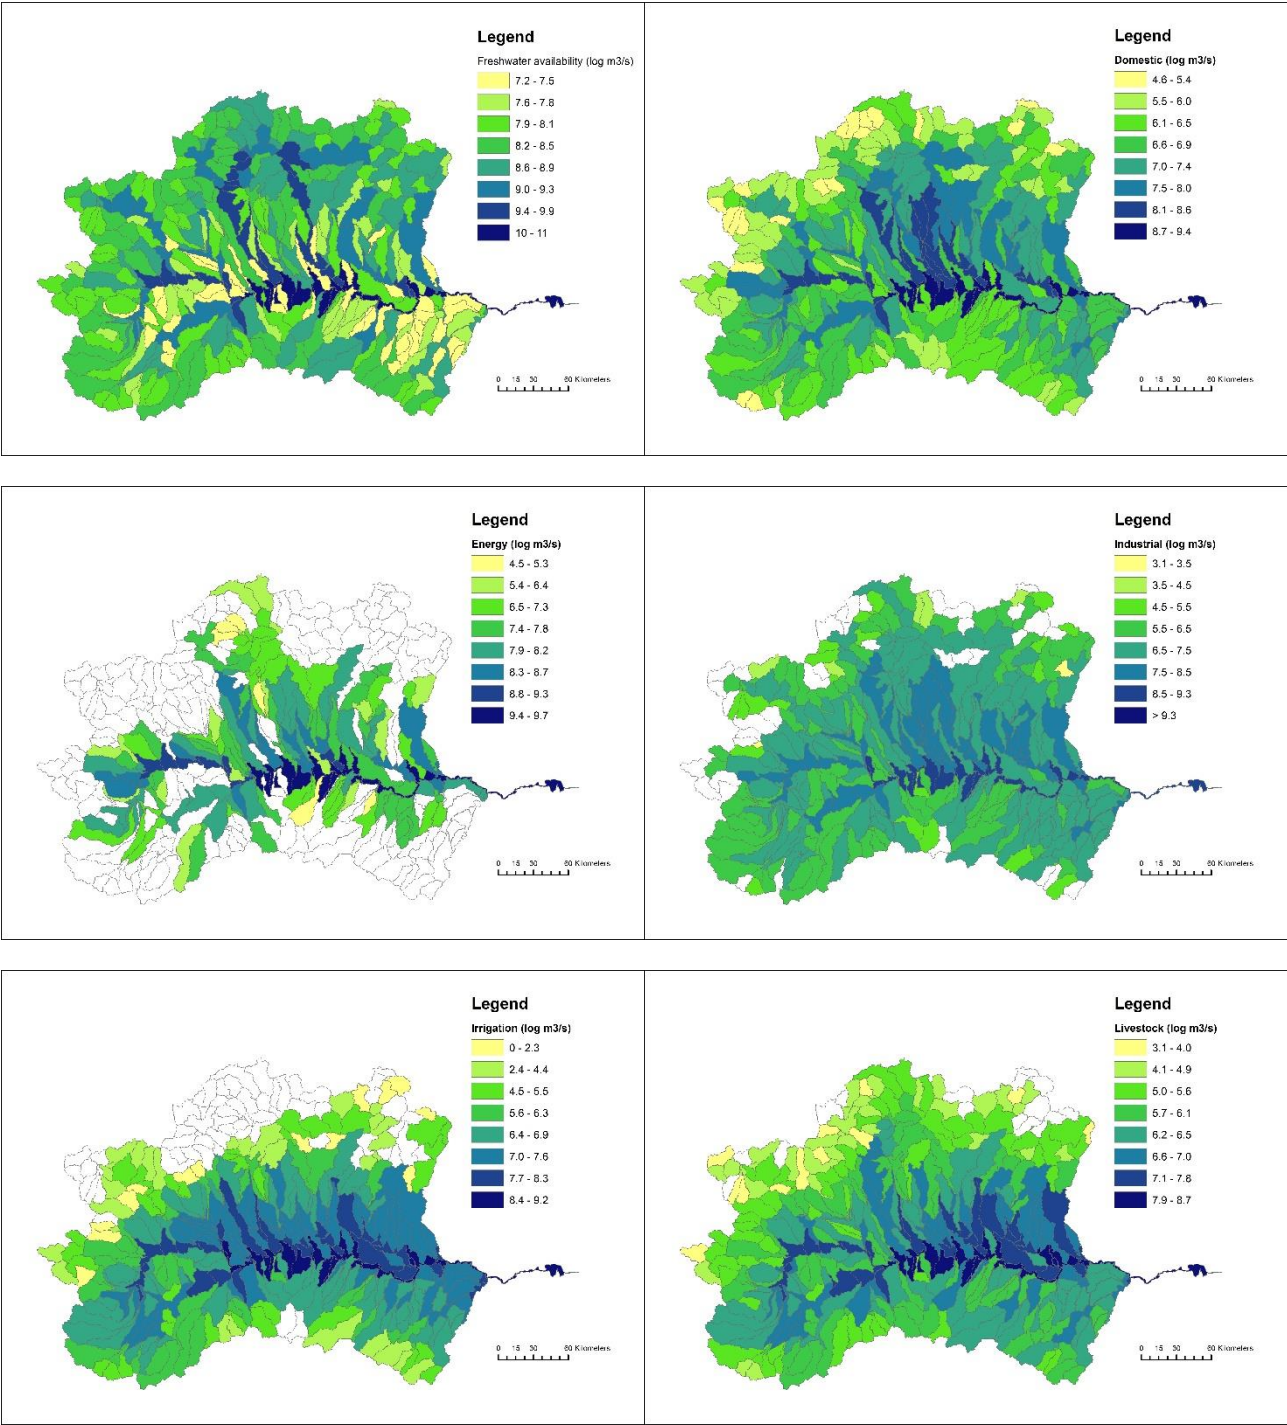 Legend
Freshwater availability (log m3/s)
7.2 - 7.5
7.6 - 7.8
7.9 - 8.1
8.2 - 8.5
8.6 - 8.9
9.0 - 9.3
9.4 - 9.9
10 - 11
0 15 30 60 Kilometers
Legend
Domestic (log m3/s)
4.6 - 5.4
5.5 - 6.0
6.1 - 6.5
6.6 - 6.9
7.0 - 7.4
7.5 - 8.0
8.1 - 8.6
8.7 - 9.4
0 15 30 60 Kilometers
Legend
Energy (log m3/s)
4.5 - 5.3
5.4 - 6.4
6.5 - 7.3
7.4 - 7.8
7.9 - 8.2
8.3 - 8.7
8.8 - 9.3
9.4 - 9.7
0 15 30 60 Kilometers
Legend
Industrial (log m3/s)
3.1 - 3.5
3.5 - 4.5
4.5 - 5.5
5.5 - 6.5
6.5 - 7.5
7.5 - 8.5
8.5 - 9.3
> 9.3
0 15 30 60 Kilometers
Legend
Irrigation (log m3/s)
0 - 2.3
2.4 - 4.4
4.5 - 5.5
5.6 - 6.3
6.4 - 6.9
7.0 - 7.6
7.7 - 8.3
8.4 - 9.2
0 15 30 60 Kilometers
Legend
Livestock (log m3/s)
3.1 - 4.0
4.1 - 4.9
5.0 - 5.6
5.7 - 6.1
6.2 - 6.5
6.6 - 7.0
7.1 - 7.8
7.9 - 8.7
0 15 30 60 Kilometers